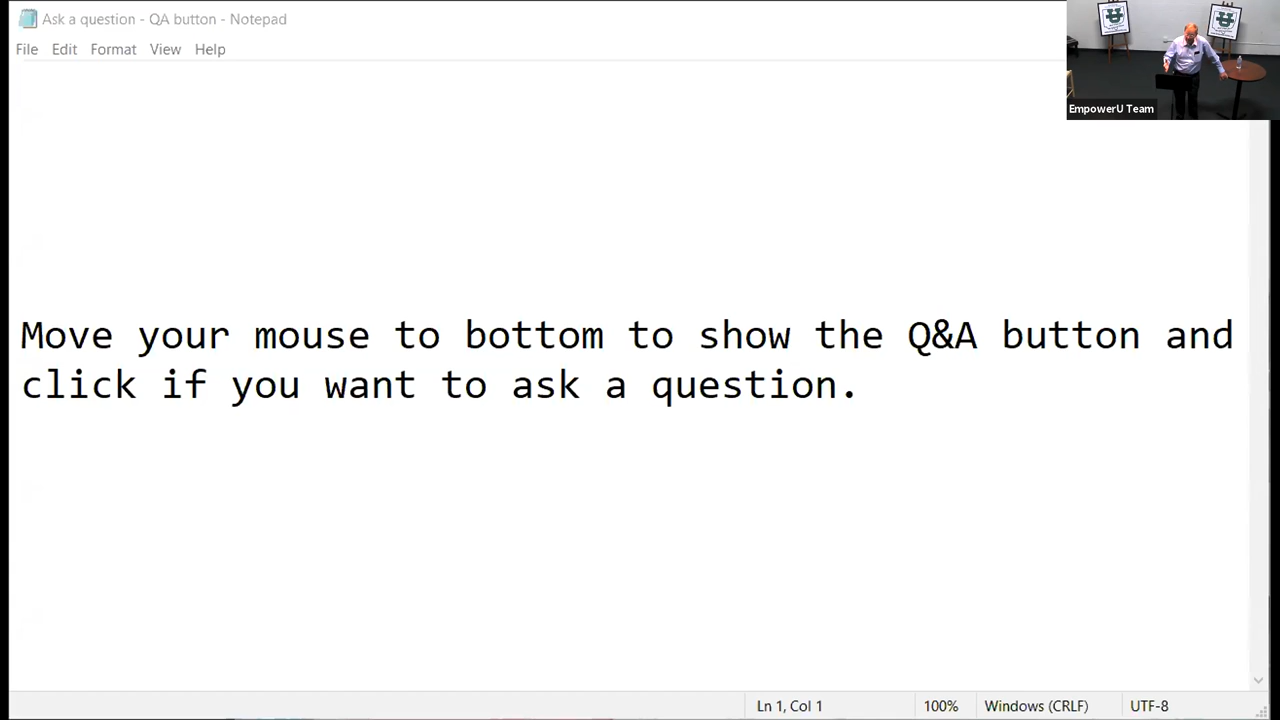 Ask a question - QA button - Notepad
File Edit Format View Help
EmpowerU Team
Move your mouse to bottom to show the Q&A button and
click if you want to ask a question.
Ln 1, Col 1 100% Windows (CRLF) UTF-8